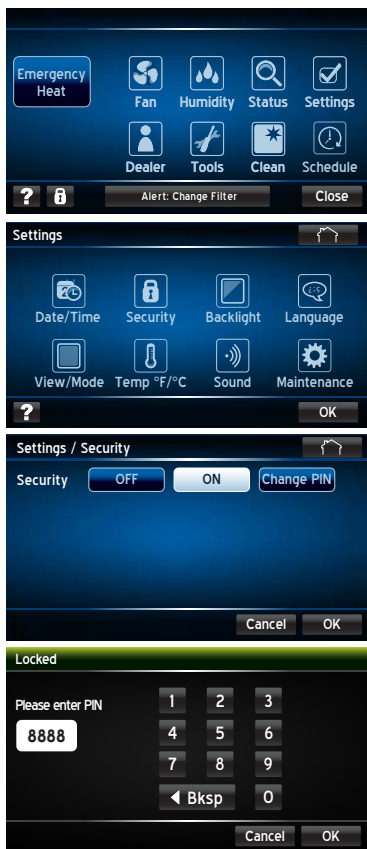 Emergency
Heat
Fan Humidity Status Settings
Dealer Tools Clean Schedule
? Alert: Change Filter Close
Settings
Date/Time Security Backlight Language
View/Mode Temp °F/°C Sound Maintenance
? OK
Settings / Security
Security OFF ON Change PIN
Cancel OK
Locked
Please enter PIN
8888
1 2 3
4 5 6
7 8 9
Bksp 0
Cancel OK